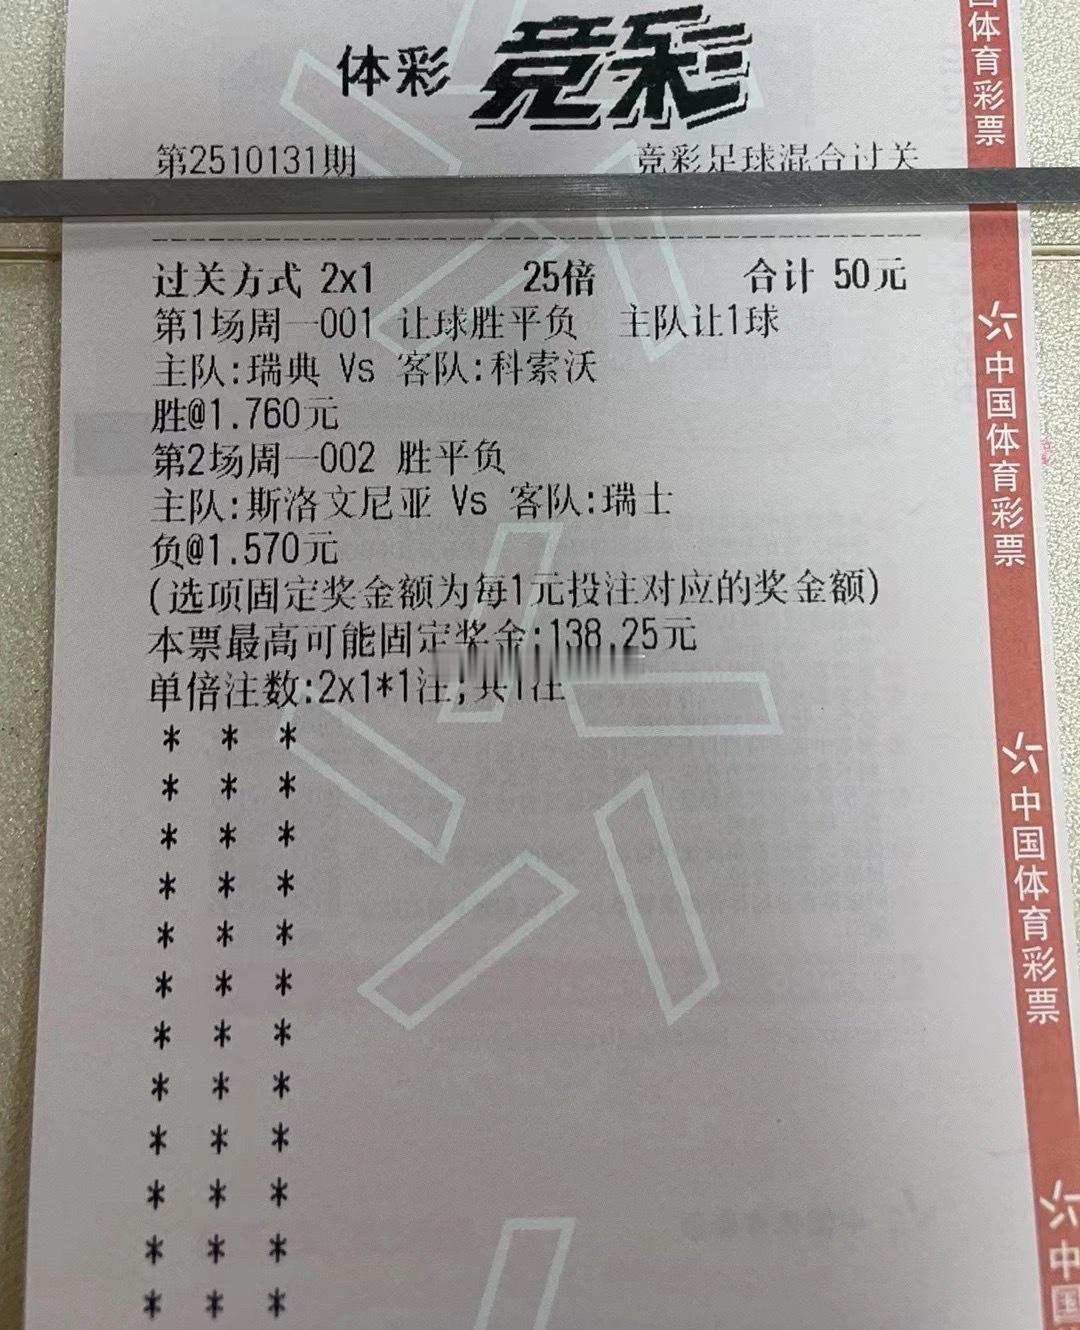 体彩 竞彩
第2510131期 竞彩足球混合过关
过关方式 2x1 25倍 合计 50元
第1场周一001 让球胜平负 主队让1球
主队:瑞典 Vs 客队:科索沃
胜@1.760元
第2场周一002 胜平负
主队:斯洛文尼亚 Vs 客队:瑞士
负@1.570元
(选项固定奖金额为每1元投注对应的奖金额)
本票最高可能固定奖金:138.25元
单倍注数:2x1*1注;共1注
* * *
* * *
* * *
* * *
* * *
* * *
* * *
* * *
* * *
* * *
* * *
* * *
国体育彩票
中国体育彩票
中国体育彩票
中国